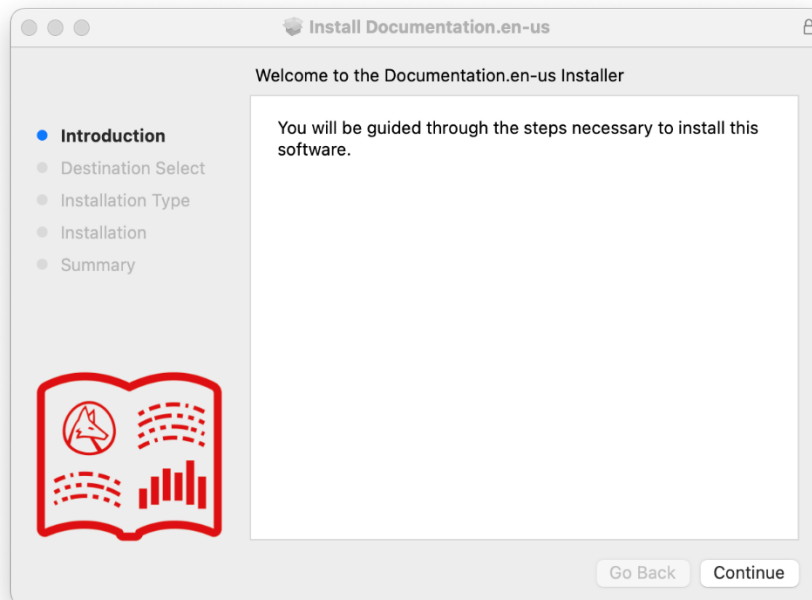 Install Documentation.en-us
Welcome to the Documentation.en-us Installer
Introduction
Destination Select
Installation Type
Installation
Summary
You will be guided through the steps necessary to install this
software.
Go Back
Continue